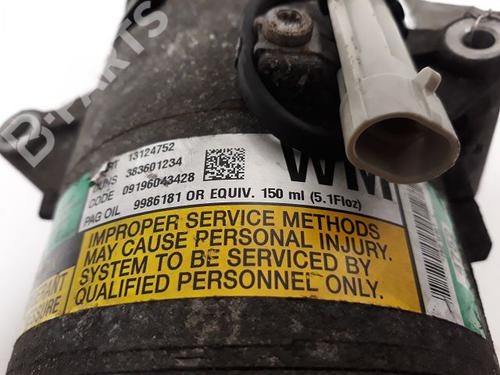 B-PARTS
13124752
383601234
CODE 09196043428
PAG OIL 9986181 OR EQUIV. 150 ml (5.1Floz)
WM
IMPROPER SERVICE METHODS
MAY CAUSE PERSONAL INJURY.
SYSTEM TO BE SERVICED BY
QUALIFIED PERSONNEL ONLY.